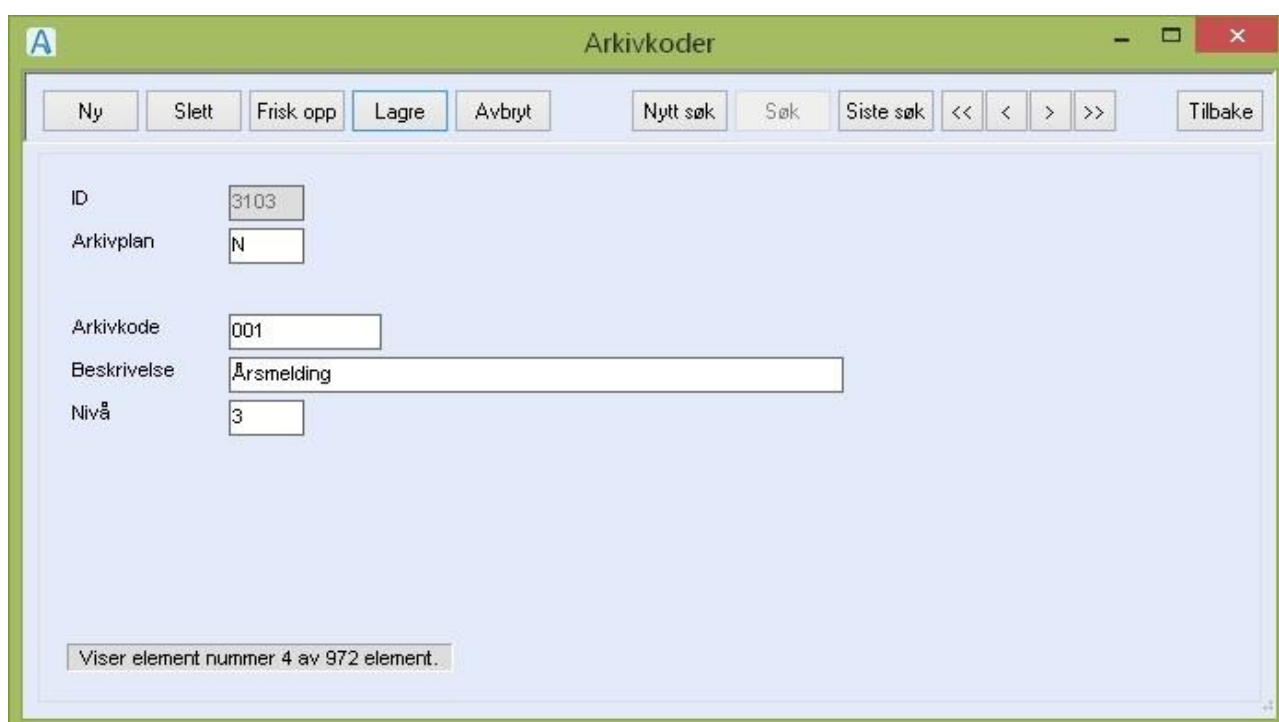 Arkivkoder
Ny Slett Frisk opp Lagre Avbryt Nytt søk Søk Siste søk << < > >> Tilbake
ID 3103
Arkivplan N
Arkivkode 001
Beskrivelse Årsmelding
Nivå 3
Viser element nummer 4 av 972 element.